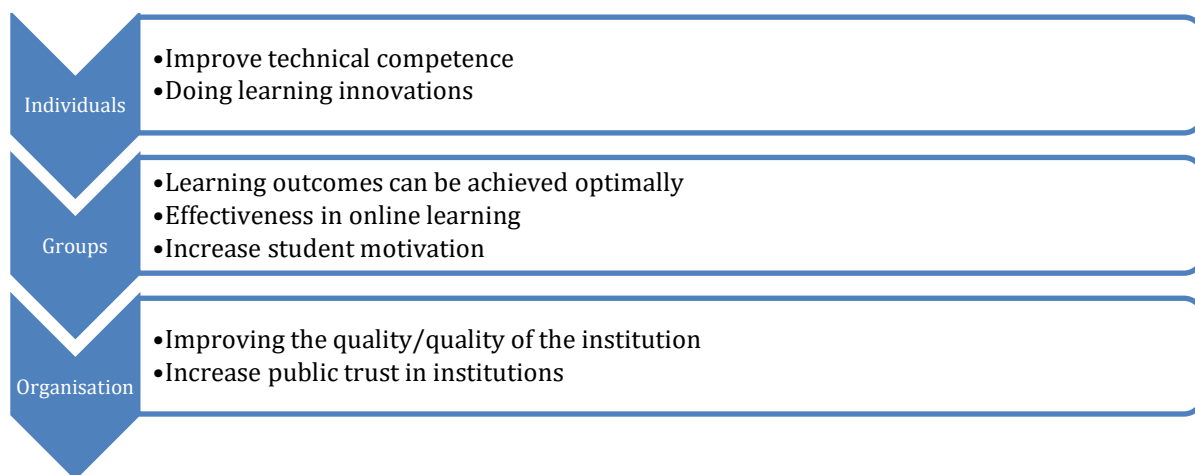 Individuals
•Improve technical competence
•Doing learning innovations
Groups
•Learning outcomes can be achieved optimally
•Effectiveness in online learning
•Increase student motivation
Organisation
•Improving the quality/quality of the institution
•Increase public trust in institutions